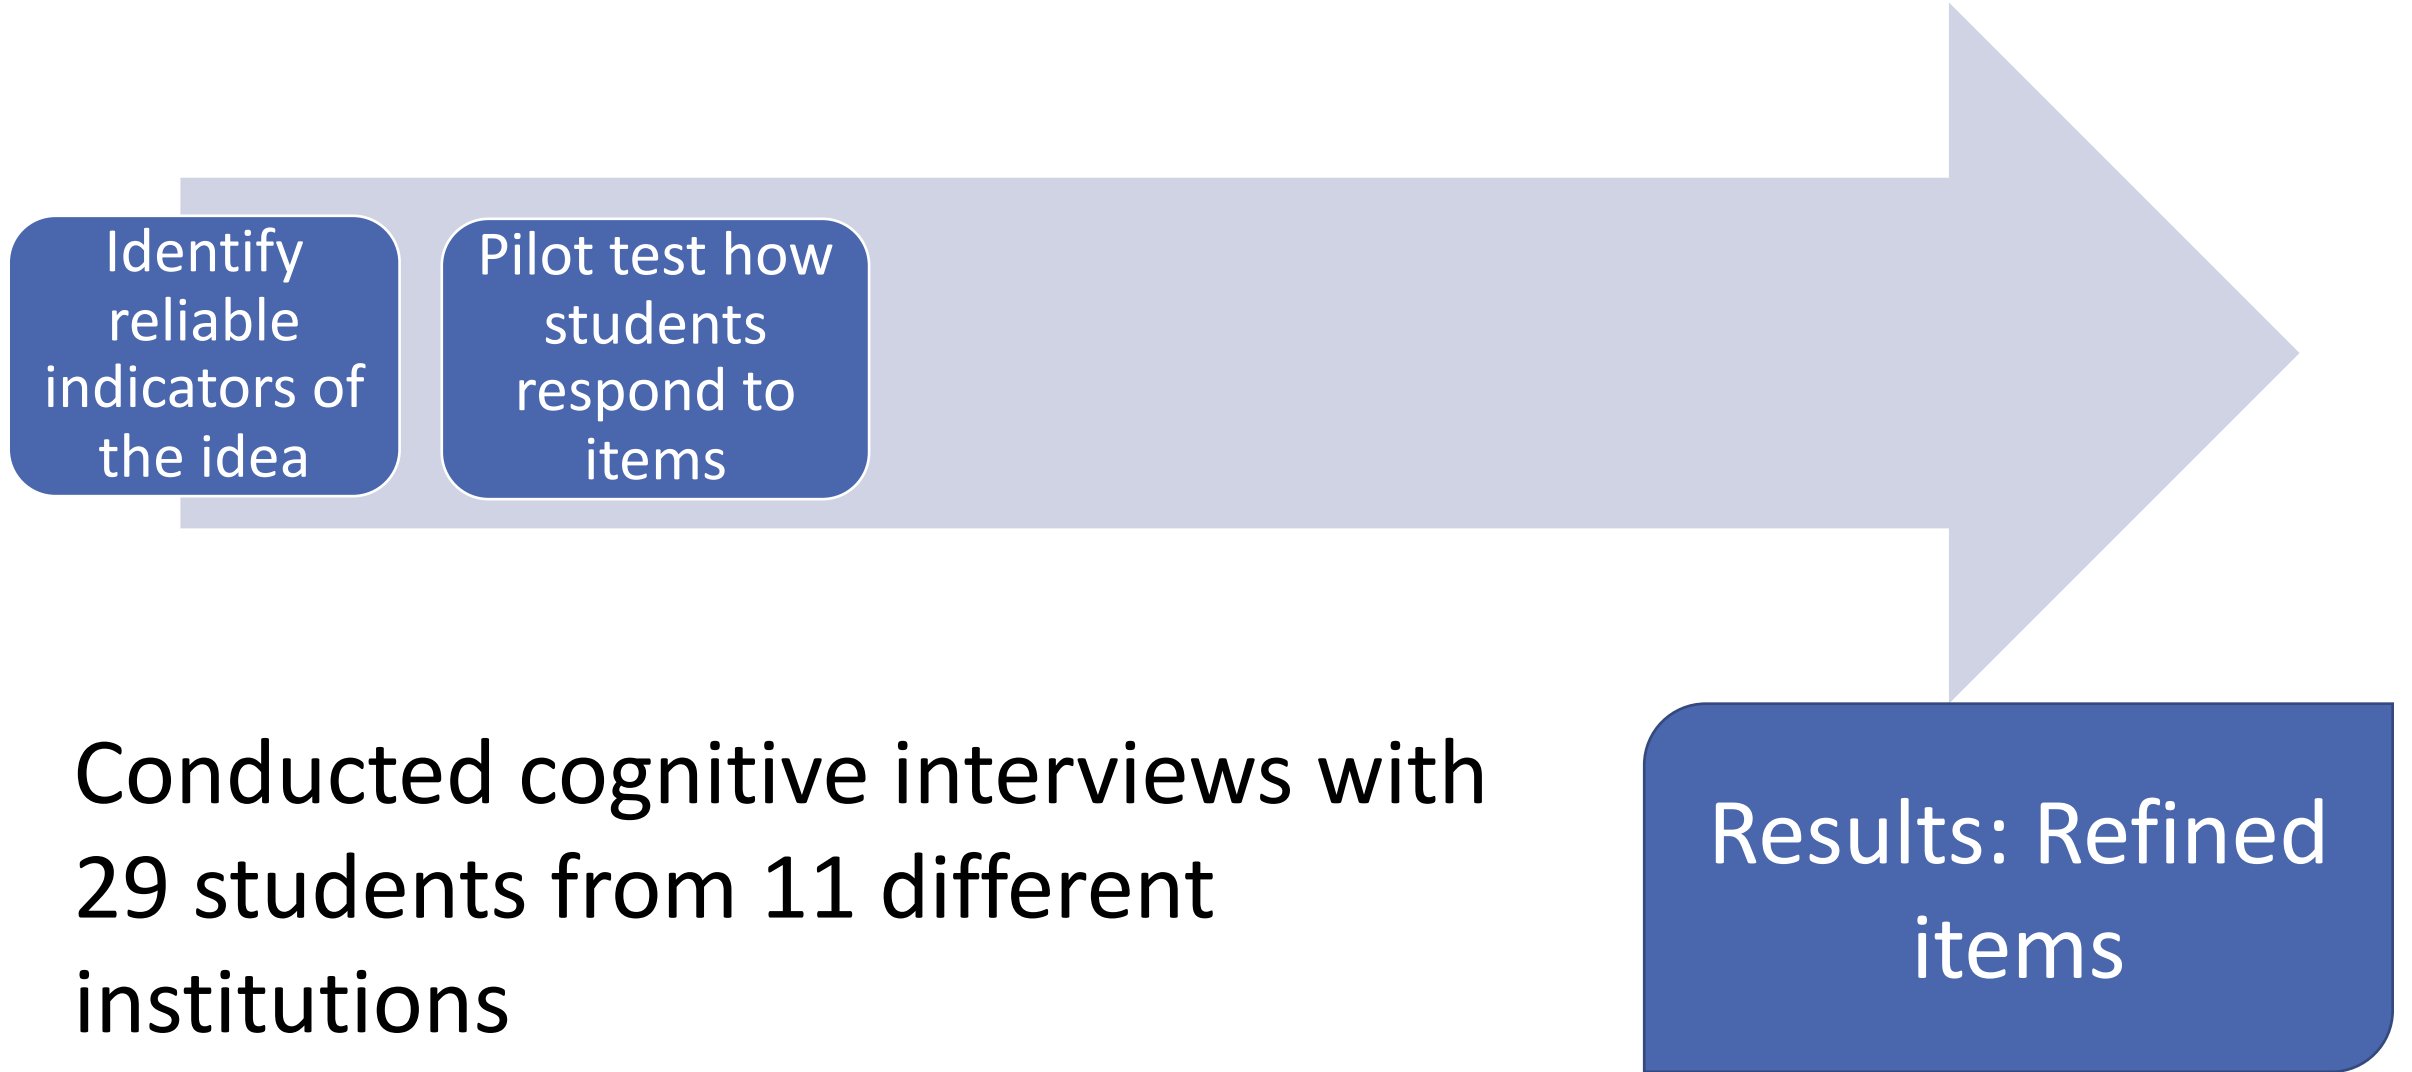 Identify
reliable
indicators of
the idea
Pilot test how
students
respond to
items
Conducted cognitive interviews with
29 students from 11 different
institutions
Results: Refined
items